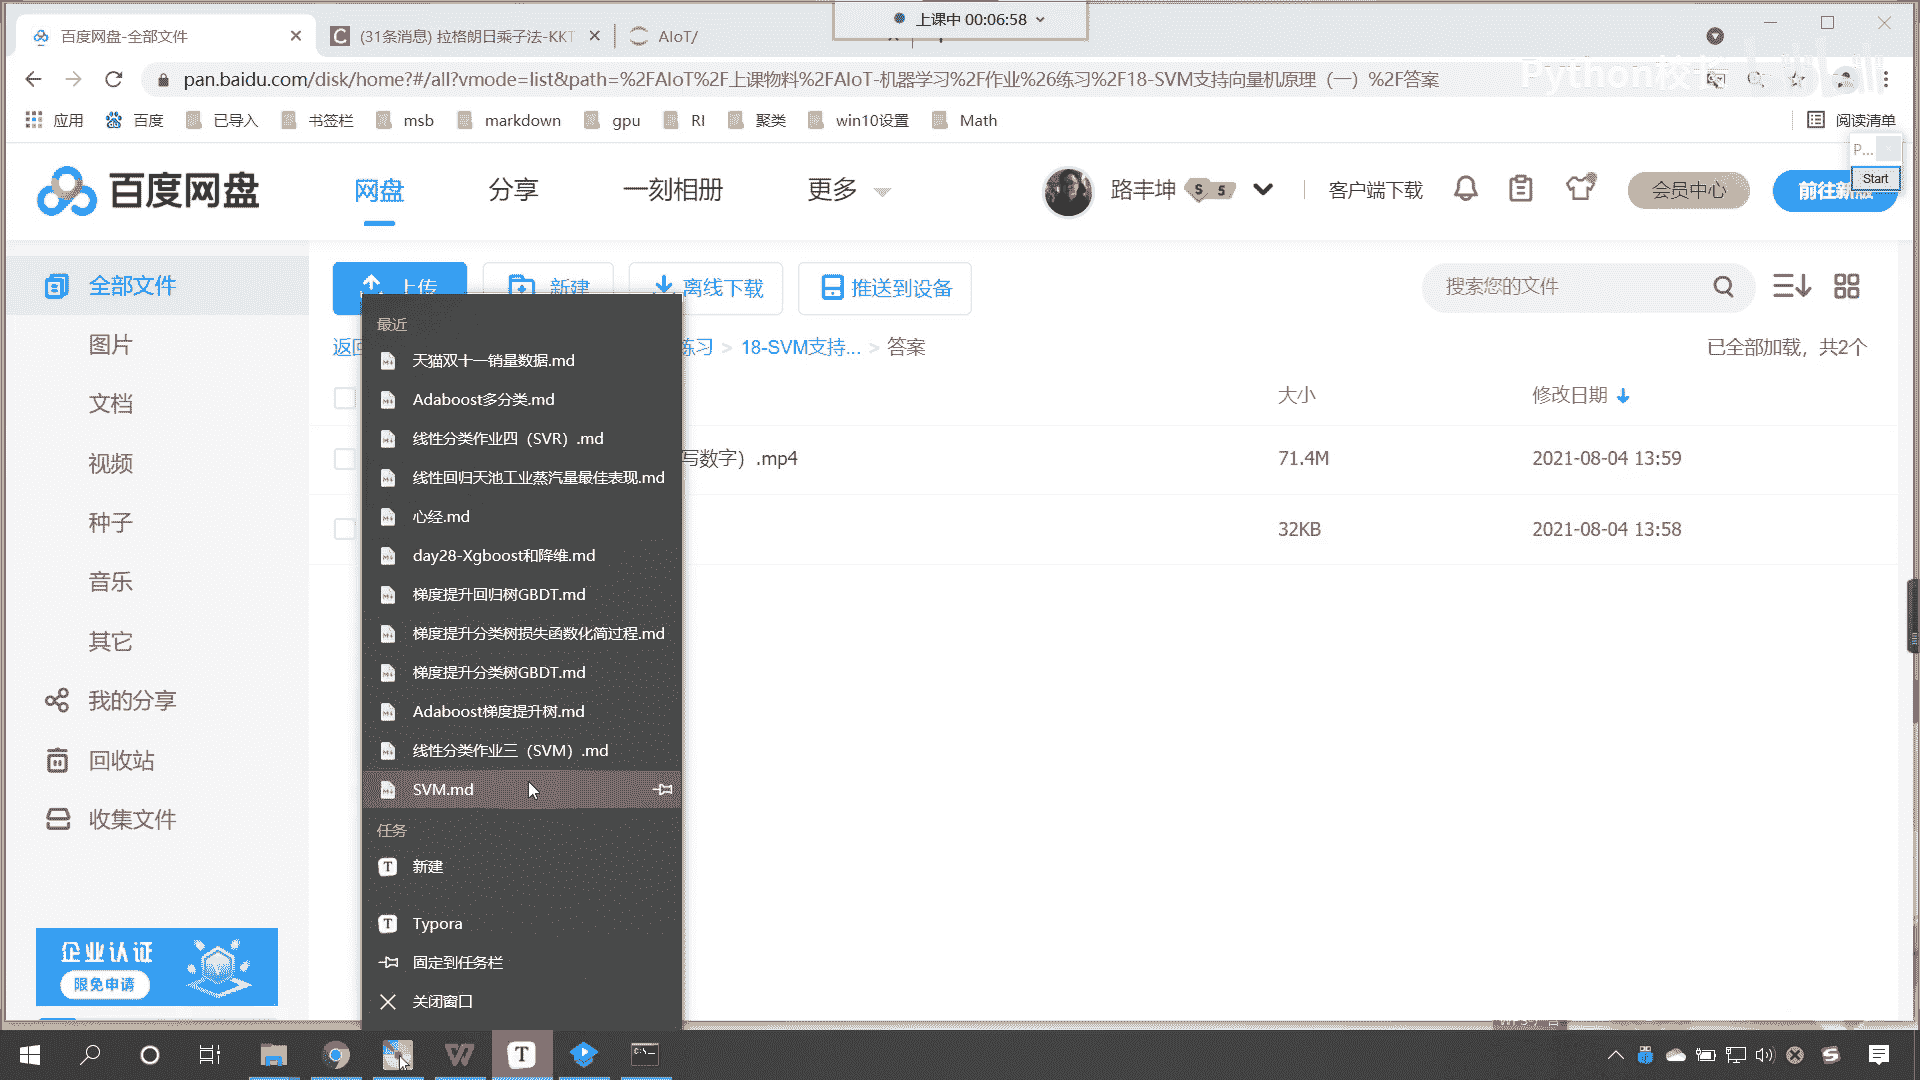 上课中 00:06:58
百度网盘-全部文件
(31条消息) 拉格朗日乘子法-KKT
AIoT/
pan.baidu.com/disk/home?#/all?vmode=list&path=%2FAIoT%2F上课物料%2FAIoT-机器学习%2F作业%26练习%2F18-SVM支持向量机原理（一）%2F答案
Python校长
应用
百度
已导入
书签栏
msb
markdown
gpu
RI
聚类
win10设置
Math
阅读清单
P...
Start
百度网盘
网盘
分享
一刻相册
更多
路丰坤
S 5
客户端下载
会员中心
前往新版
全部文件
图片
文档
视频
种子
音乐
其它
我的分享
回收站
收集文件
企业认证
限免申请
上传
新建
离线下载
推送到设备
搜索您的文件
返回
练习 > 18-SVM支持... > 答案
已全部加载，共2个
大小
修改日期
写数字）.mp4
71.4M
2021-08-04 13:59
32KB
2021-08-04 13:58
最近
天猫双十一销量数据.md
Adaboost多分类.md
线性分类作业四（SVR）.md
线性回归天池工业蒸汽量最佳表现.md
心经.md
day28-Xgboost和降维.md
梯度提升回归树GBDT.md
梯度提升分类树损失函数化简过程.md
梯度提升分类树GBDT.md
Adaboost梯度提升树.md
线性分类作业三（SVM）.md
SVM.md
任务
新建
Typora
固定到任务栏
关闭窗口